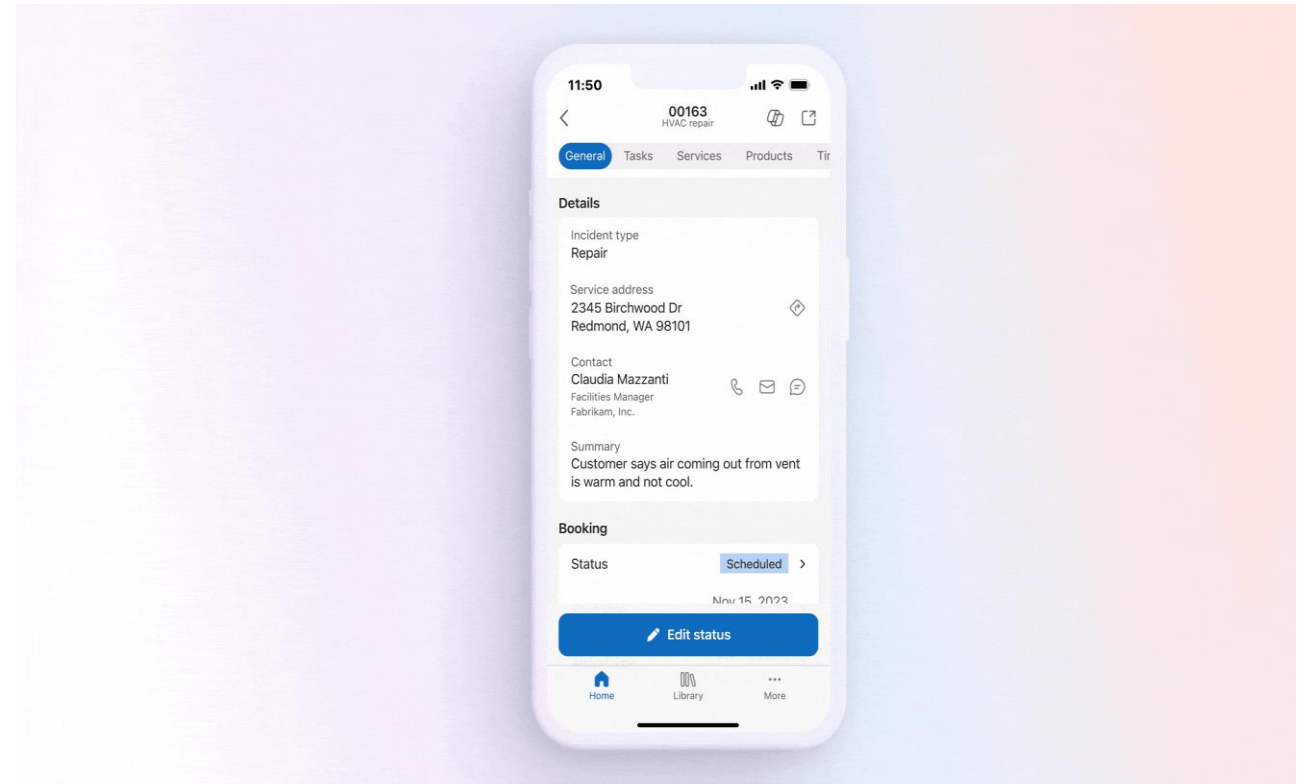 11:50
00163
HVAC repair
General Tasks Services Products Tir
Details
Incident type
Repair
Service address
2345 Birchwood Dr
Redmond, WA 98101
Contact
Claudia Mazzanti
Facilities Manager
Fabrikam, Inc.
Summary
Customer says air coming out from vent
is warm and not cool.
Booking
Status Scheduled
Nov 15, 2023
Edit status
Home Library More